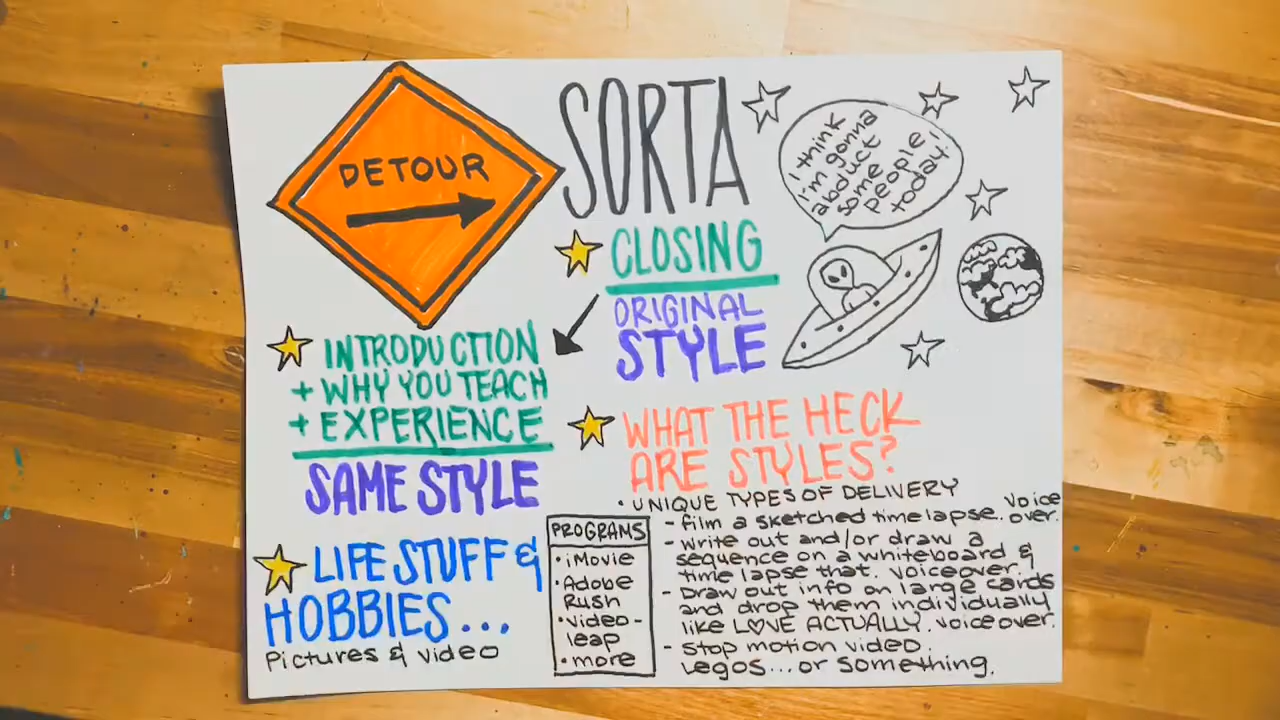 DETOUR
SORTA
I think
I'm gonna
abduct
some
people
today!
CLOSING
ORIGINAL
STYLE
INTRODUCTION
+ WHY YOU TEACH
+ EXPERIENCE
SAME STYLE
LIFE STUFF &
HOBBIES...
Pictures & video
WHAT THE HECK
ARE STYLES?
• UNIQUE TYPES OF DELIVERY
- film a sketched timelapse. Voice
over.
- write out and/or draw a
sequence on a whiteboard &
time lapse that. voiceover.
- Draw out info on large cards
and drop them individually
like LOVE ACTUALLY. voiceover.
- Stop motion video.
Legos...or something.
PROGRAMS
• iMovie
• Adobe
Rush
• video-
leap
• more